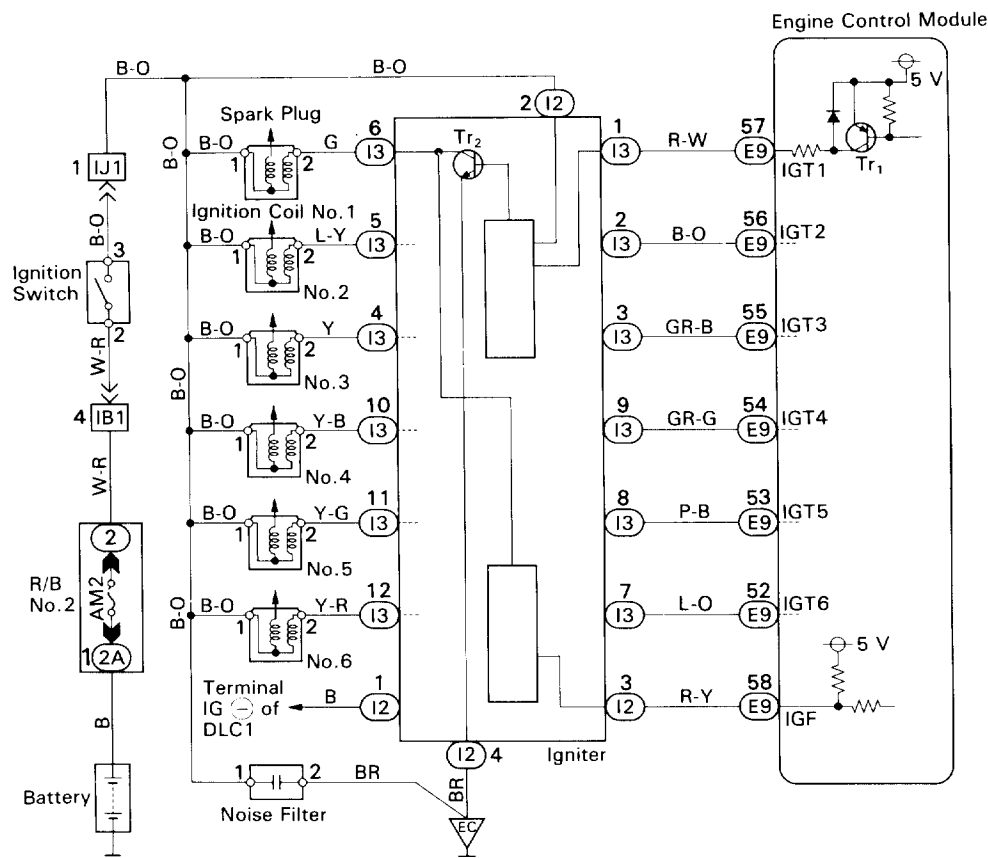 Engine Control Module
B-O
B-O
5 V
2 I2
Spark Plug
6
1
57
B-O
B-O
G
Tr2
R-W
1
2
I3
I3
E9
IGT1
Tr1
1 IJ1
B-O
Ignition Coil No.1
5
2
56
B-O
L-Y
B-O
IGT2
1
2
I3
I3
E9
3
Ignition
Switch
2
No.2
4
3
55
B-O
Y
GR-B
IGT3
1
2
I3
I3
E9
W-R
B-O
No.3
4 IB1
10
9
54
B-O
Y-B
GR-G
IGT4
1
2
I3
I3
E9
W-R
No.4
11
8
53
B-O
Y-G
P-B
IGT5
1
2
I3
I3
E9
2
R/B
No.2
AM2
No.5
12
7
52
B-O
B-O
Y-R
L-O
IGT6
1
2
I3
I3
E9
1 2A
No.6
5 V
Terminal
IG − of
DLC1
B
1
I2
3
I2
R-Y
58
E9
IGF
B
I2 4
Igniter
1
2
BR
BR
Battery
Noise Filter
EC